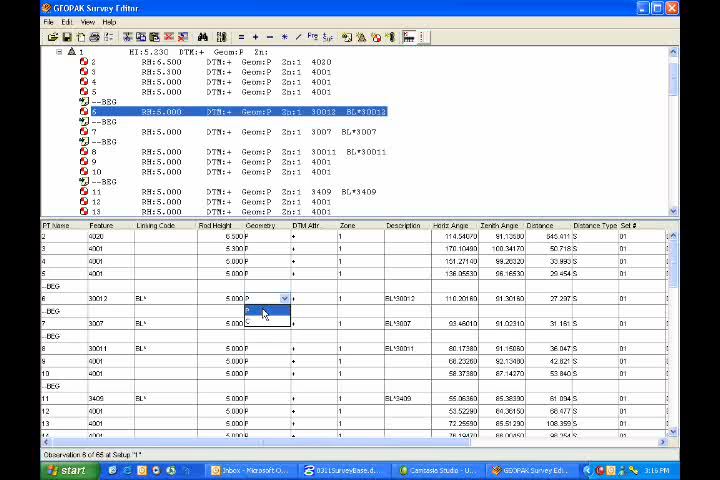 GEOPAK Survey Editor
File Edit View Help
1 HI:5.230 DTM:+ Geom:P Zn:
2 RH:6.500 DTM:+ Geom:P Zn:1 4020
3 RH:5.300 DTM:+ Geom:P Zn:1 4001
4 RH:5.000 DTM:+ Geom:P Zn:1 4001
5 RH:5.000 DTM:+ Geom:P Zn:1 4001
--BEG
6 RH:5.000 DTM:+ Geom:P Zn:1 30012 BL*30012
--BEG
7 RH:5.000 DTM:+ Geom:P Zn:1 3007 BL*3007
--BEG
8 RH:5.000 DTM:+ Geom:P Zn:1 30011 BL*30011
9 RH:5.000 DTM:+ Geom:P Zn:1 4001
10 RH:5.000 DTM:+ Geom:P Zn:1 4001
--BEG
11 RH:5.000 DTM:+ Geom:P Zn:1 3409 BL*3409
12 RH:5.000 DTM:+ Geom:P Zn:1 4001
13 RH:5.000 DTM:+ Geom:P Zn:1 4001
PT Name Feature Linking Code Rod Height Geometry DTM Attr... Zone Description Horiz Angle Zenith Angle Distance Distance Type Set #
2 4020 6.500 P + 1 114.54070 91.13580 645.411 S 01
3 4001 5.300 P + 1 170.10490 100.34170 50.718 S 01
4 4001 5.000 P + 1 151.27140 99.32330 33.993 S 01
5 4001 5.000 P + 1 136.05530 96.16530 29.454 S 01
--BEG
6 30012 BL* 5.000 P + 1 BL*30012 110.20160 91.30160 27.297 S 01
--BEG P
C
7 3007 BL* 5.000 + 1 BL*3007 93.46010 91.02310 31.161 S 01
--BEG
8 30011 BL* 5.000 P + 1 BL*30011 80.17380 91.15060 36.047 S 01
9 4001 5.000 P + 1 68.23260 92.13480 42.821 S 01
10 4001 5.000 P + 1 58.37380 87.14270 53.840 S 01
--BEG
11 3409 BL* 5.000 P + 1 BL*3409 55.06360 85.38390 61.094 S 01
12 4001 5.000 P + 1 53.52290 84.36150 68.477 S 01
13 4001 5.000 P + 1 72.25590 85.12510 108.359 S 01
Observation 6 of 65 at Setup "1"
start Inbox - Microsoft O... 0311SurveyBase.d... Camtasia Studio - U... GEOPAK Survey Edi... 3:16 PM